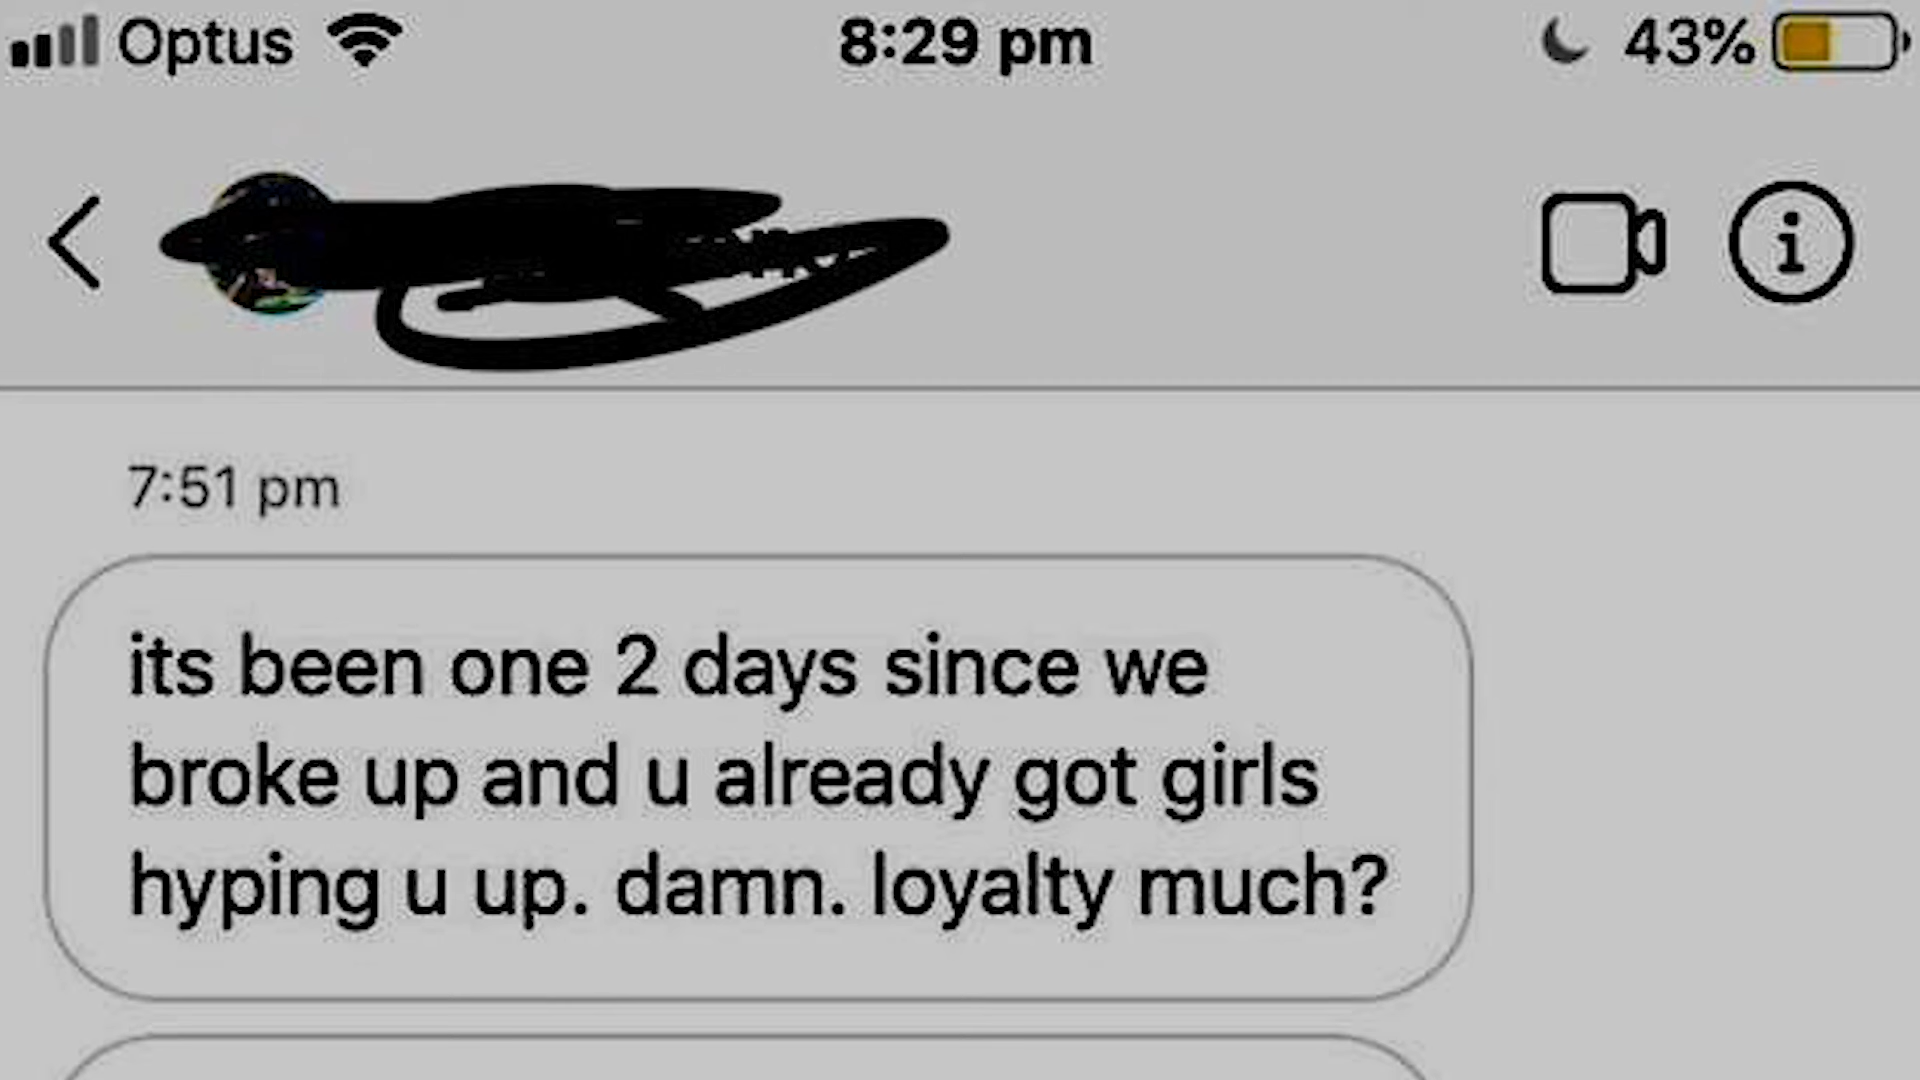 Optus 8:29 pm 43%
7:51 pm
its been one 2 days since we
broke up and u already got girls
hyping u up. damn. loyalty much?